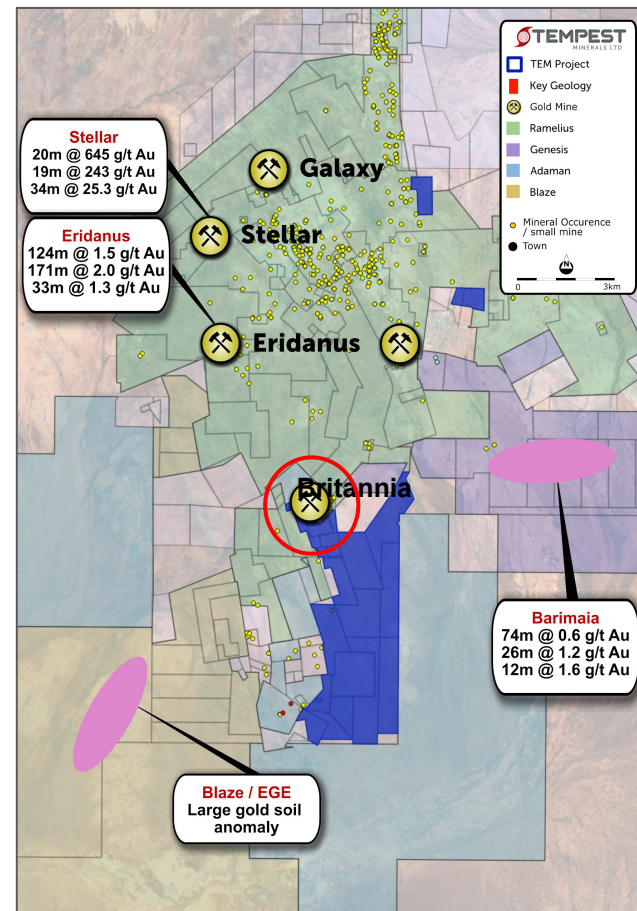 TEMPEST
MINERALS LTD
TEM Project
Key Geology
Gold Mine
Ramelius
Genesis
Adaman
Blaze
Mineral Occurence
/ small mine
Town
N
0 3km
Stellar
20m @ 645 g/t Au
19m @ 243 g/t Au
34m @ 25.3 g/t Au
Eridanus
124m @ 1.5 g/t Au
171m @ 2.0 g/t Au
33m @ 1.3 g/t Au
Galaxy
Stellar
Eridanus
Britannia
Barimaia
74m @ 0.6 g/t Au
26m @ 1.2 g/t Au
12m @ 1.6 g/t Au
Blaze / EGE
Large gold soil
anomaly